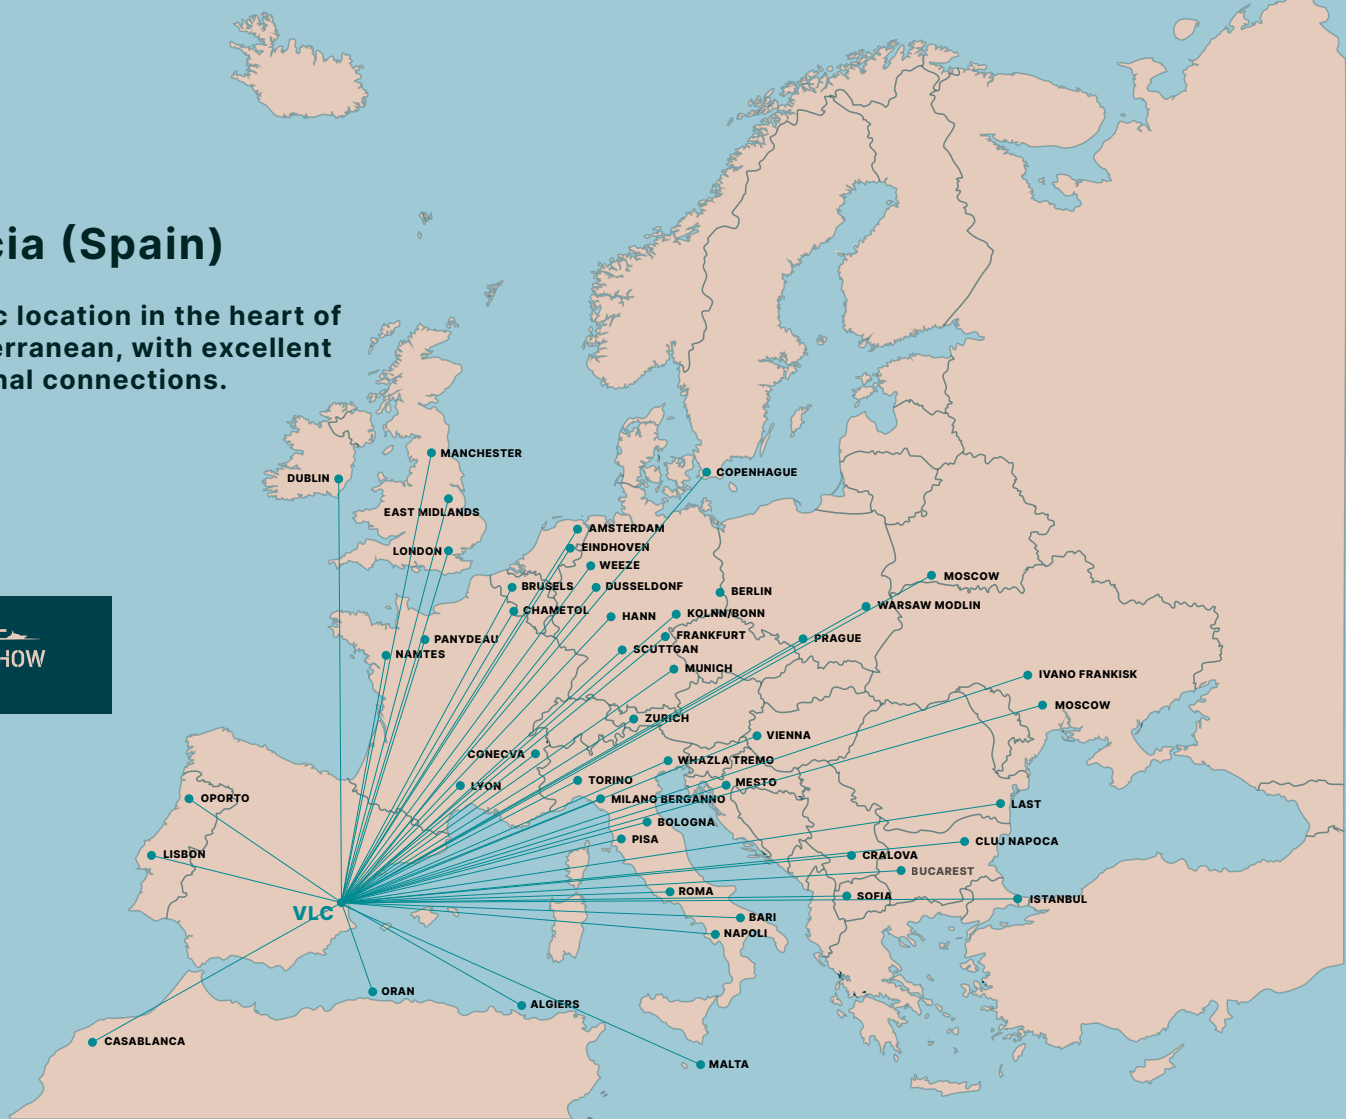 cia (Spain)
c location in the heart of
erranean, with excellent
nal connections.
MANCHESTER
DUBLIN
COPENHAGUE
EAST MIDLANDS
AMSTERDAM
LONDON
EINDHOVEN
WEEZE
MOSCOW
BRUSELS
DUSSELDONF
BERLIN
WARSAW MODLIN
CHAMETOL
HANN
KOLNN/BONN
PANYDEAU
FRANKFURT
PRAGUE
NAMTES
SCUTTGAN
MUNICH
IVANO FRANKISK
HOW
MOSCOW
ZURICH
VIENNA
CONECVA
WHAZLA TREMO
LYON
TORINO
MESTO
OPORTO
MILANO BERGANNO
LAST
BOLOGNA
PISA
CLUJ NAPOCA
LISBON
CRALOVA
BUCAREST
ROMA
SOFIA
ISTANBUL
VLC
BARI
NAPOLI
ORAN
ALGIERS
CASABLANCA
MALTA